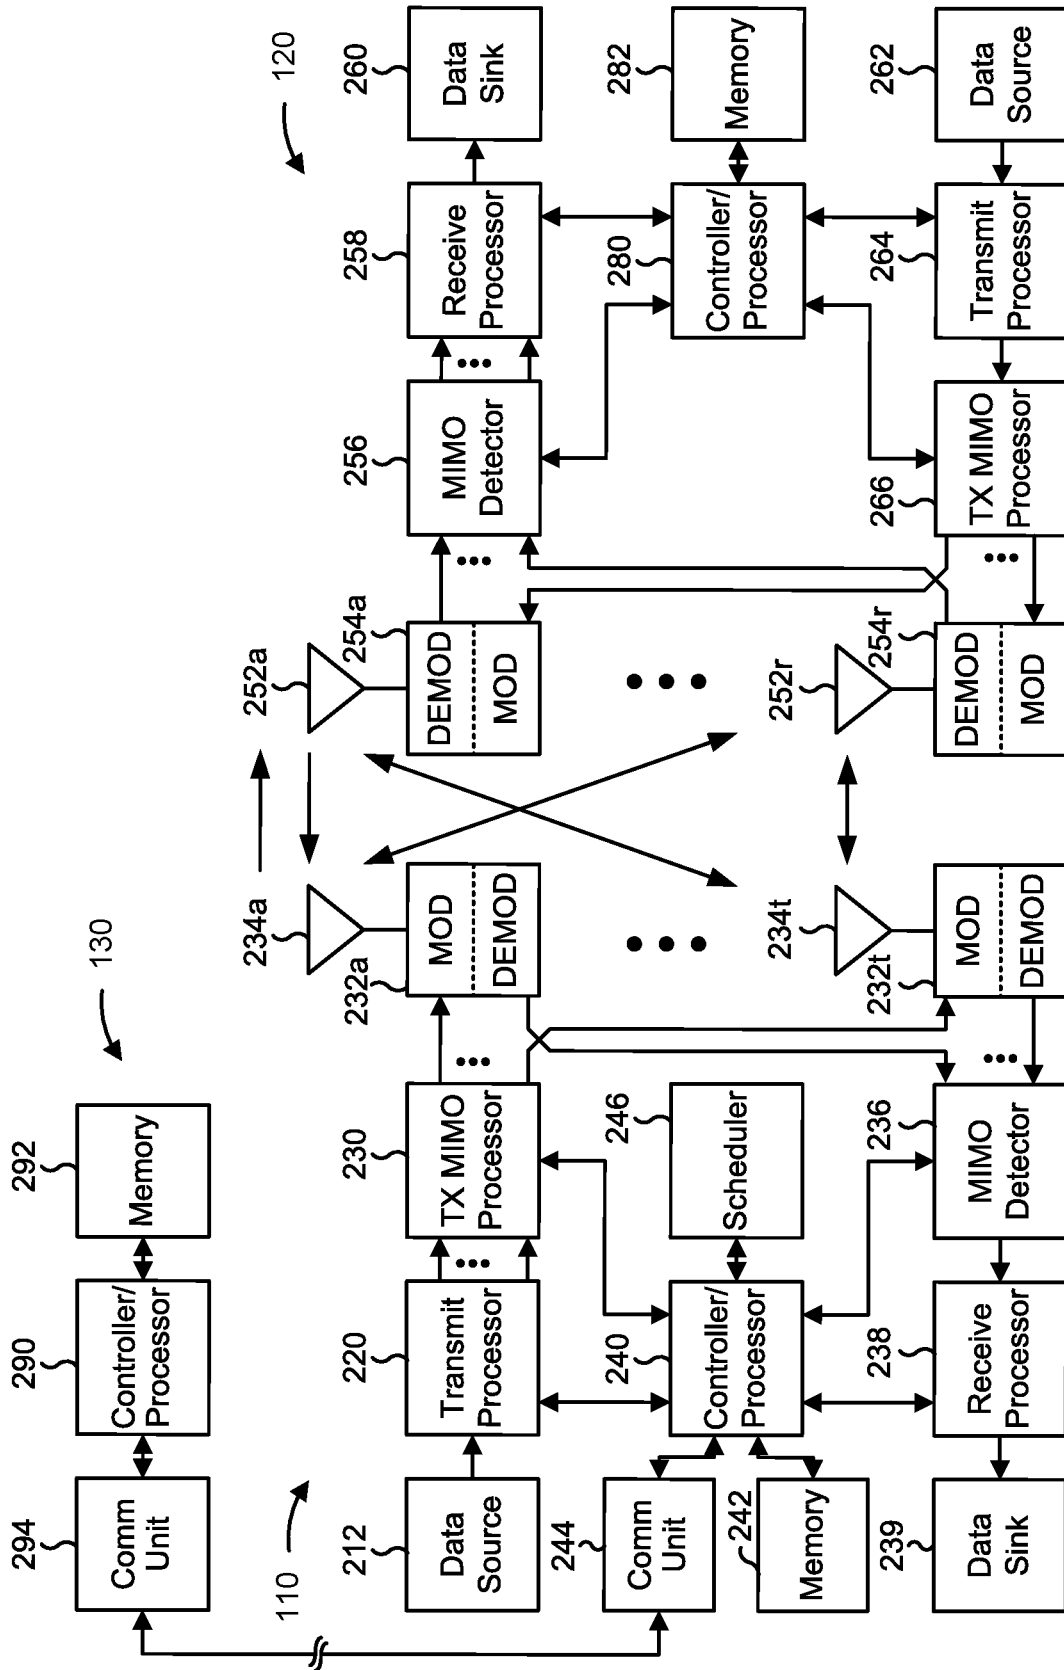 294
Comm
Unit
290
Controller/
Processor
292
Memory
130
110
120
212
Data
Source
220
Transmit
Processor
230
TX MIMO
Processor
232a
MOD
DEMOD
234a
252a
254a
DEMOD
MOD
256
MIMO
Detector
258
Receive
Processor
260
Data
Sink
244
Comm
Unit
242
Memory
240
Controller/
Processor
246
Scheduler
280
Controller/
Processor
282
Memory
239
Data
Sink
238
Receive
Processor
236
MIMO
Detector
232t
MOD
DEMOD
234t
252r
254r
DEMOD
MOD
266
TX MIMO
Processor
264
Transmit
Processor
262
Data
Source